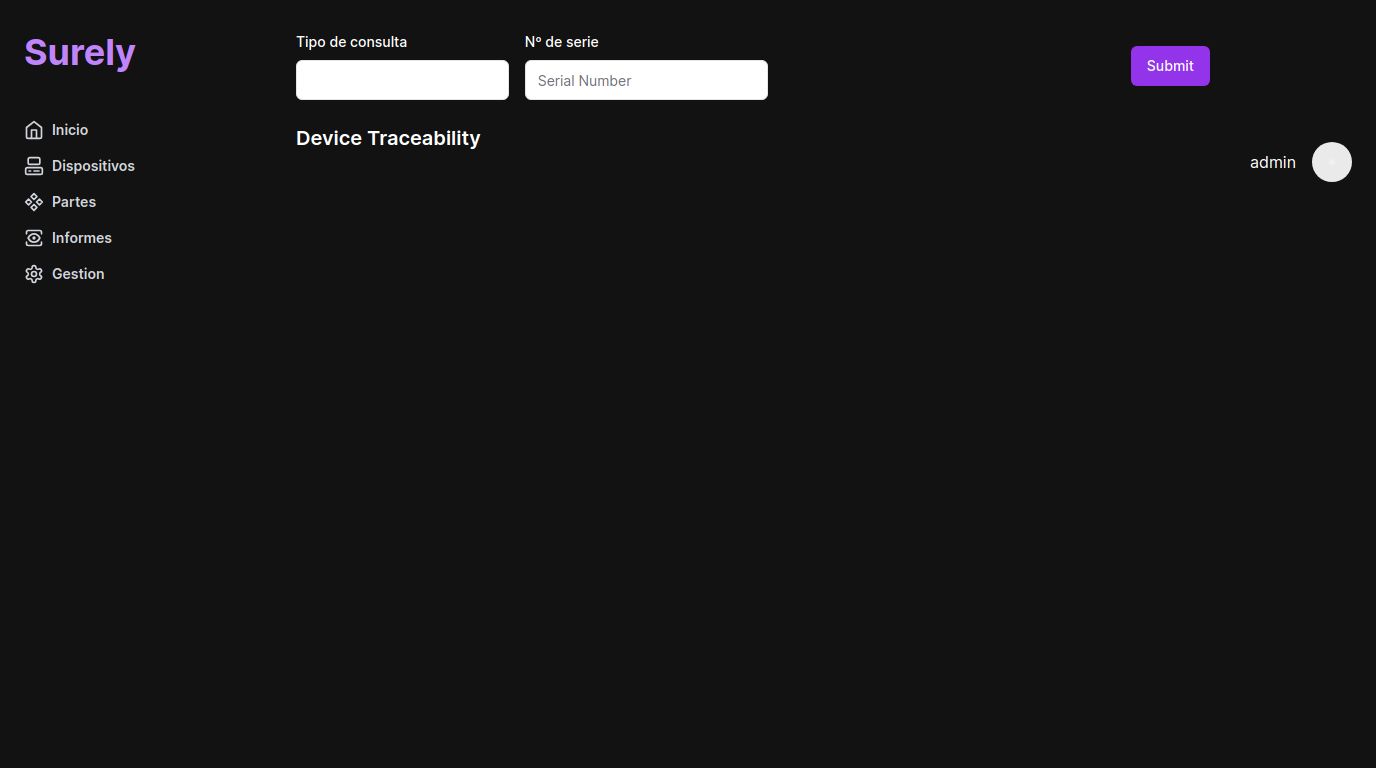 Surely
Inicio
Dispositivos
Partes
Informes
Gestion
Tipo de consulta
Nº de serie
Serial Number
Submit
Device Traceability
admin